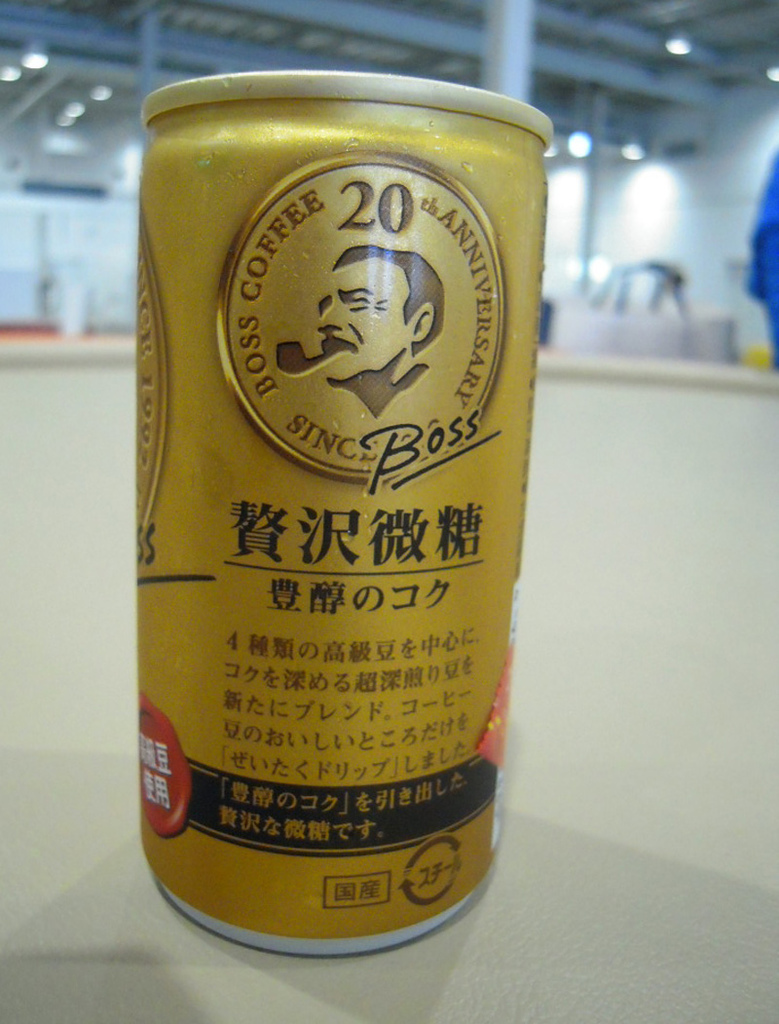 BOSS COFFEE 20th ANNIVERSARY
SINCE
Boss
贅沢微糖
豊醇のコク
4種類の高級豆を中心に、
コクを深める超深煎り豆を
新たにブレンド。コーヒー
豆のおいしいところだけを
「ぜいたくドリップ」しました。
「豊醇のコク」を引き出した、
贅沢な微糖です。
国産
スチール
級豆
使用
1992
ss